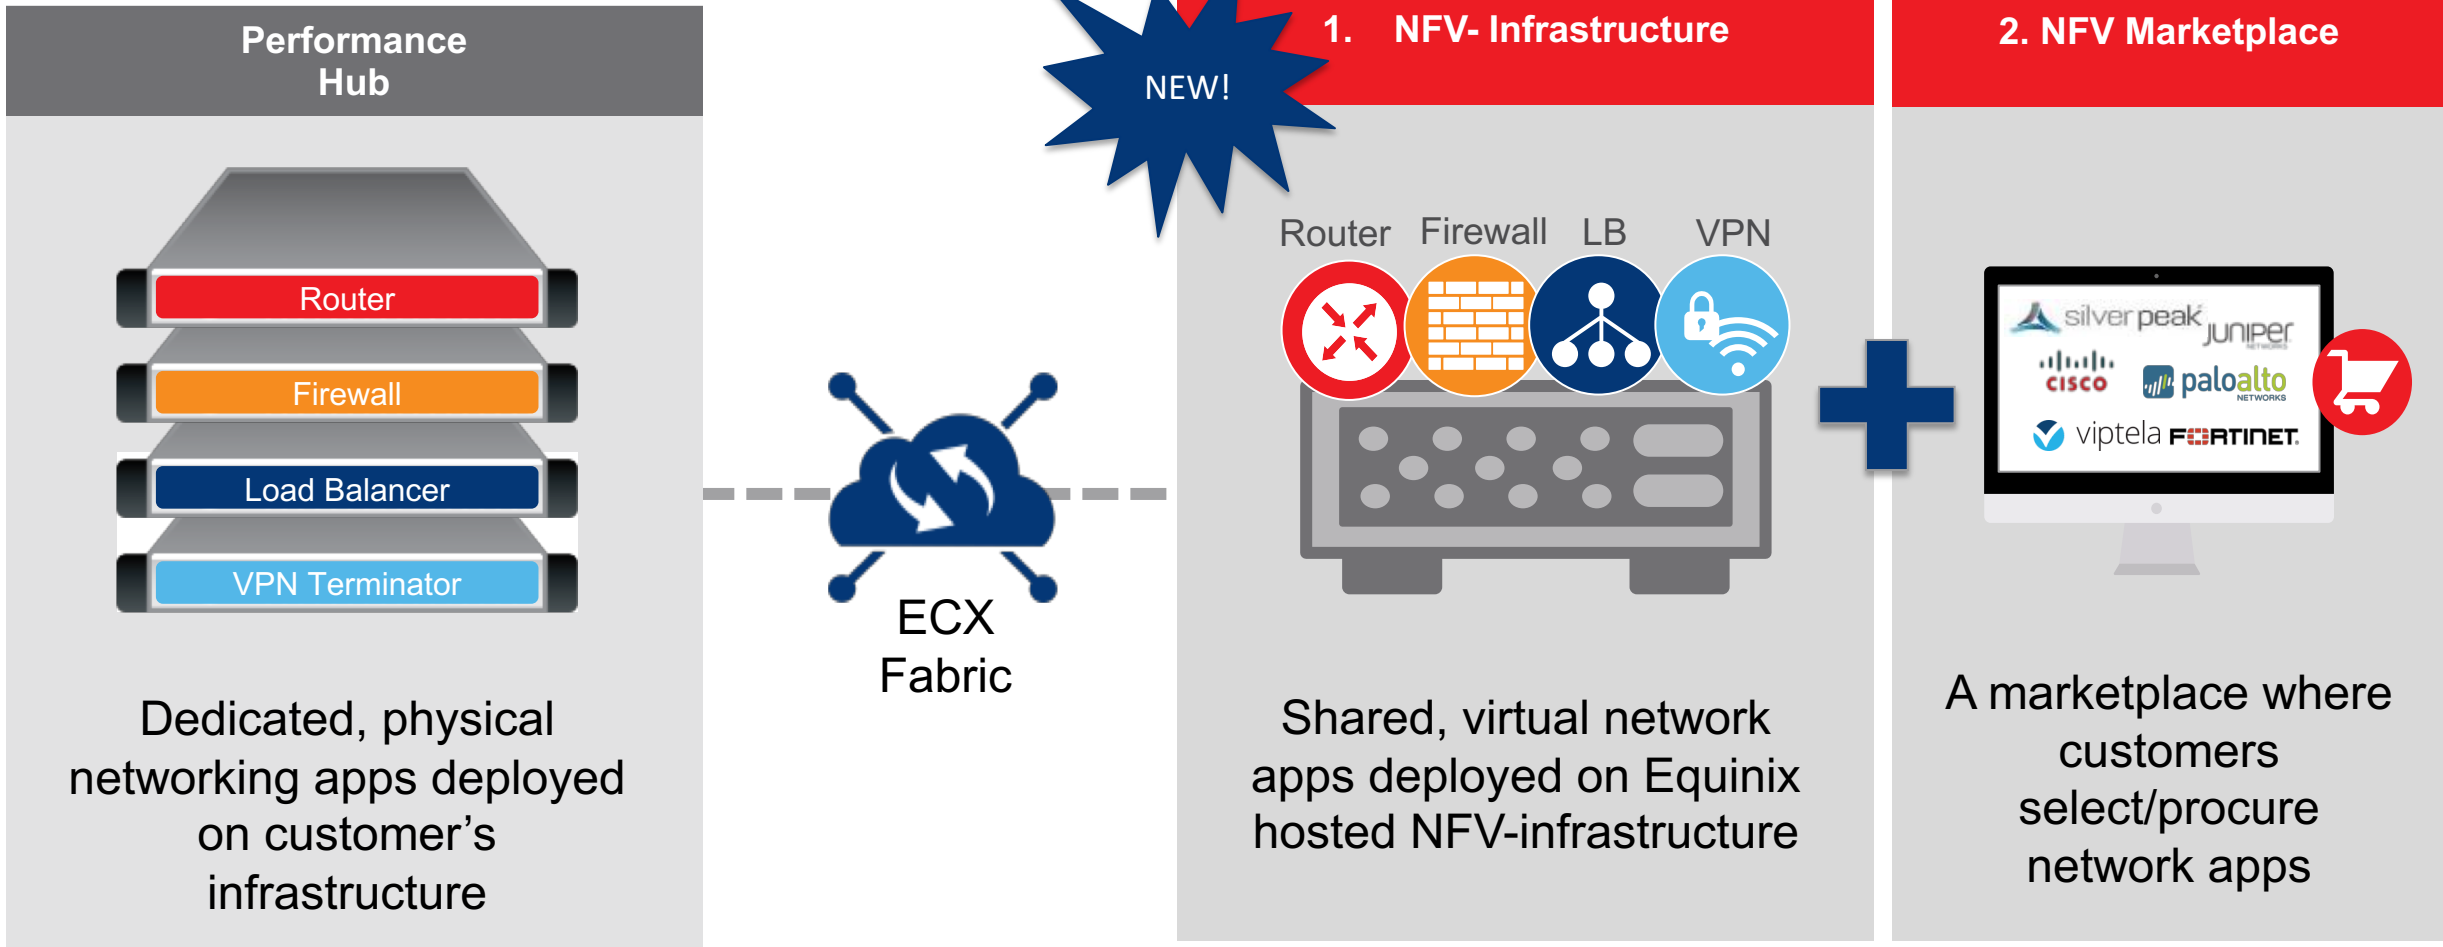 Performance
Hub
Router
Firewall
Load Balancer
VPN Terminator
Dedicated, physical
networking apps deployed
on customer’s
infrastructure
ECX
Fabric
NEW!
1. NFV- Infrastructure
Router Firewall LB VPN
Shared, virtual network
apps deployed on Equinix
hosted NFV-infrastructure
2. NFV Marketplace
silver peak
JUNIPER
NETWORKS
CISCO
paloalto
NETWORKS
viptela
FORTINET
A marketplace where
customers
select/procure
network apps